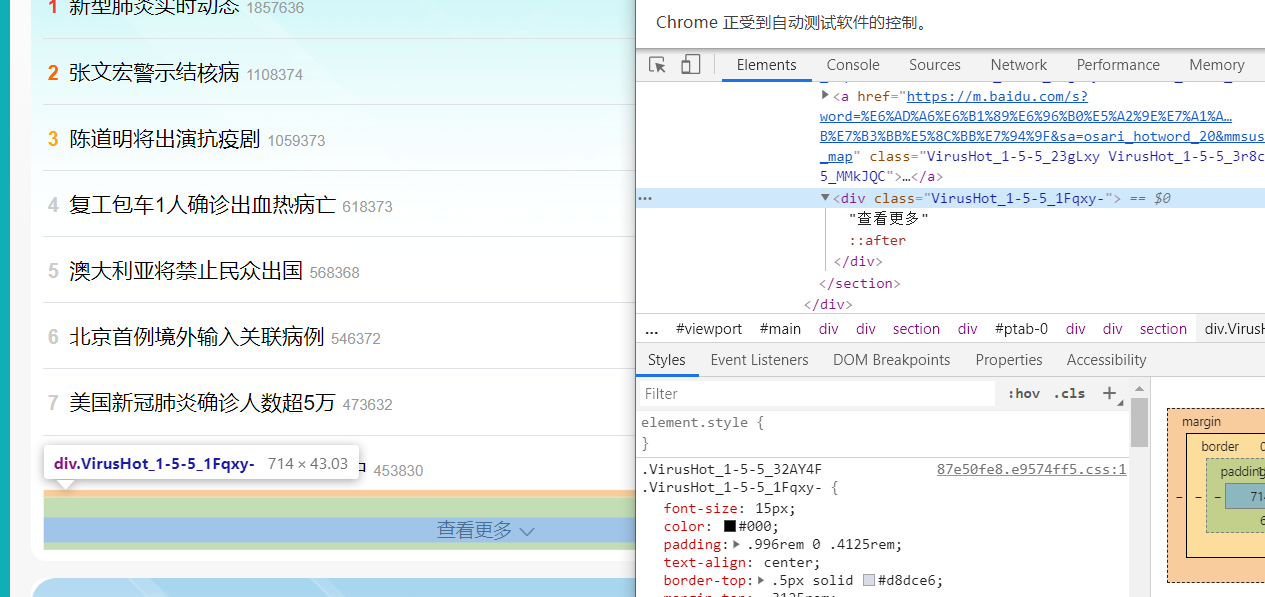 1 新型肺炎实时动态 1857636
2 张文宏警示结核病 1108374
3 陈道明将出演抗疫剧 1059373
4 复工包车1人确诊出血热病亡 618373
5 澳大利亚将禁止民众出国 568368
6 北京首例境外输入关联病例 546372
7 美国新冠肺炎确诊人数超5万 473632
div.VirusHot_1-5-5_1Fqxy- 714 × 43.03
453830
查看更多
Chrome 正受到自动测试软件的控制。
Elements Console Sources Network Performance Memory
<a href="https://m.baidu.com/s?
word=%E6%AD%A6%E6%B1%89%E6%96%B0%E5%A2%9E%E7%A1%A…
B%E7%B3%BB%E5%8C%BB%E7%94%9F&sa=osari_hotword_20&mmsus
_map" class="VirusHot_1-5-5_23gLxy VirusHot_1-5-5_3r8c
5_MMkJQC">…</a>
… <div class="VirusHot_1-5-5_1Fqxy-"> == $0
"查看更多"
::after
</div>
</section>
</div>
... #viewport #main div div section div #ptab-0 div div section div.VirusH
Styles Event Listeners DOM Breakpoints Properties Accessibility
Filter :hov .cls +
element.style {
}
.VirusHot_1-5-5_32AY4F 87e50fe8.e9574ff5.css:1
.VirusHot_1-5-5_1Fqxy- {
font-size: 15px;
color: #000;
padding: .996rem 0 .4125rem;
text-align: center;
border-top: .5px solid #d8dce6;
margin-top: .3125rem;
margin
border 0
padding
– – – 714
6